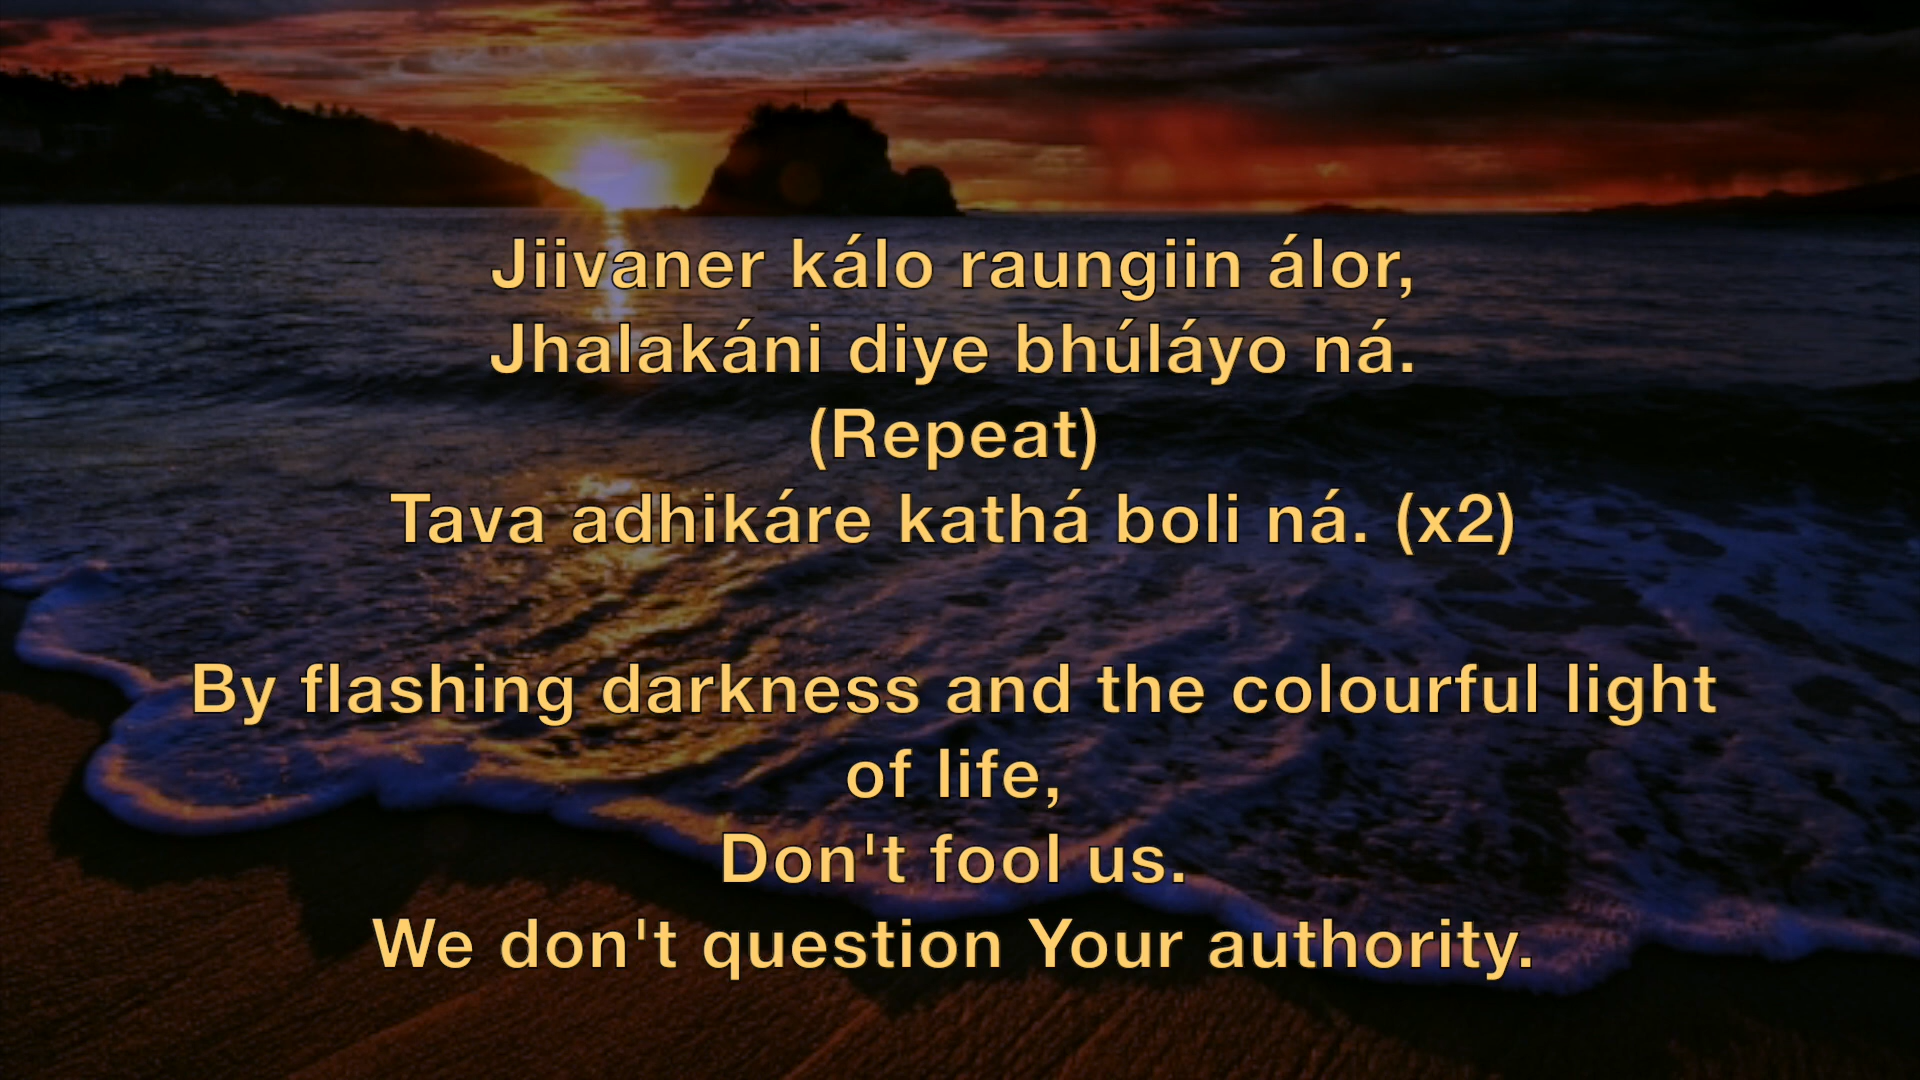 Jiivaner kálo raungiin álor,
Jhalakáni diye bhúláyo ná.
(Repeat)
Tava adhikáre kathá boli ná. (x2)
By flashing darkness and the colourful light
of life,
Don't fool us.
We don't question Your authority.